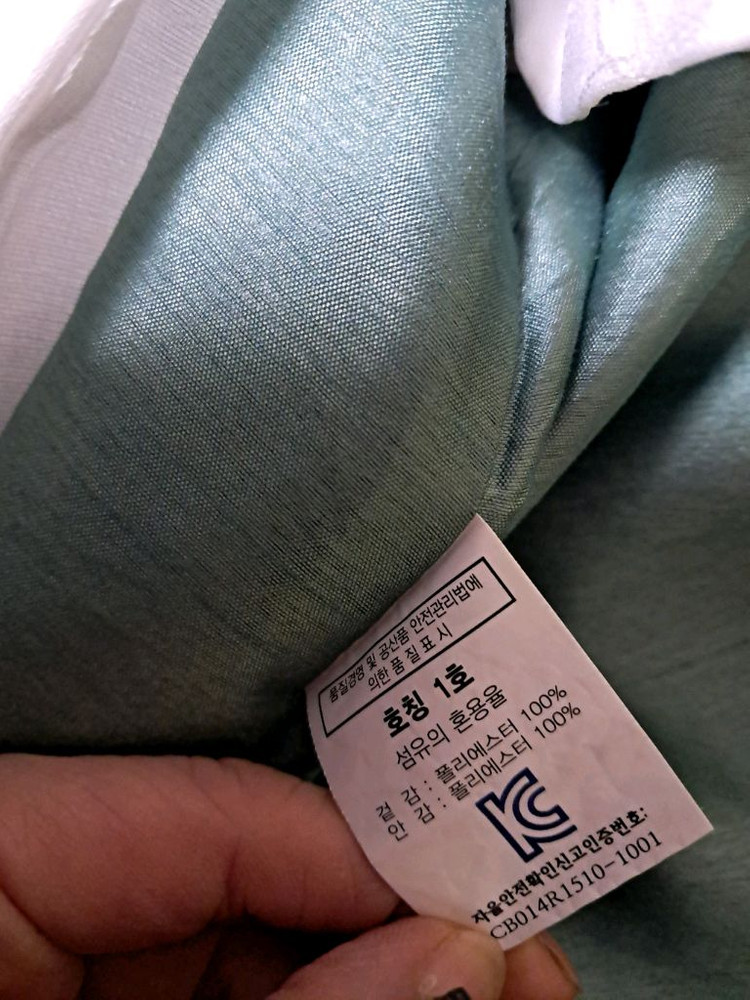 품질경영 및 공산품 안전관리법에
의한 품질표시
호칭 1호
섬유의 혼용율
겉 감 : 폴리에스터 100%
안 감 : 폴리에스터 100%
자율안전확인신고인증번호:
CB014R1510-1001